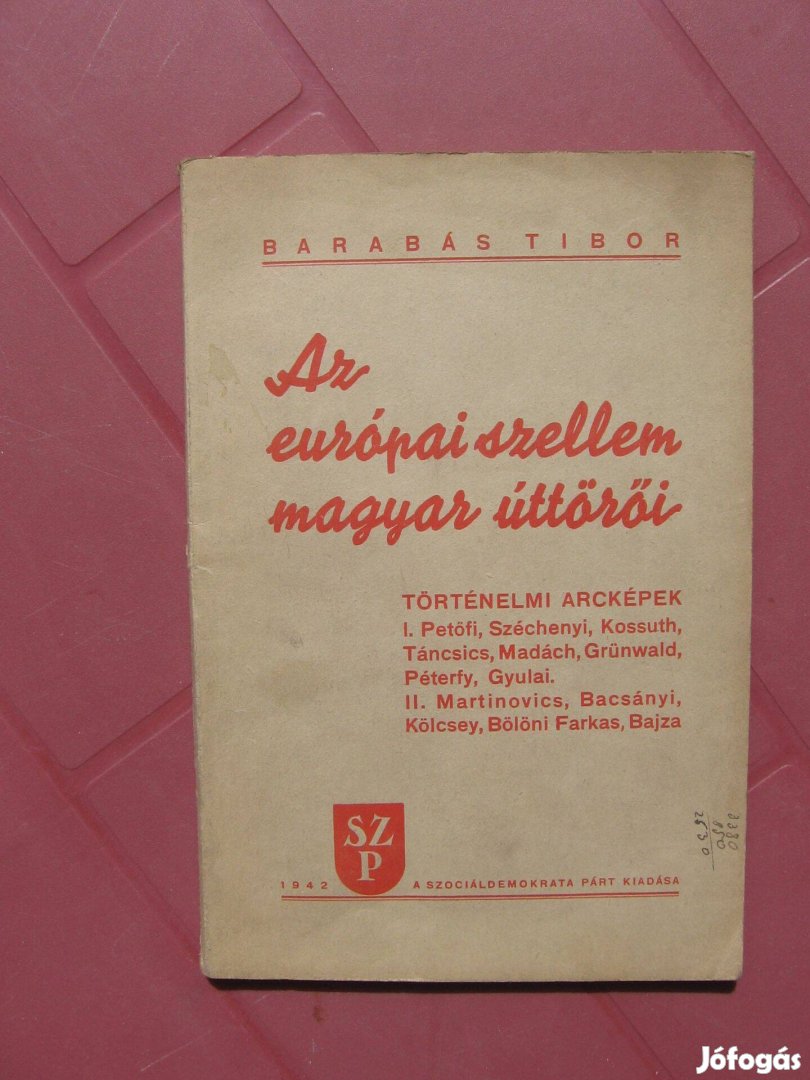 BARABÁS TIBOR
Az
európai szellem
magyar úttörői
TÖRTÉNELMI ARCKÉPEK
I. Petőfi, Széchenyi, Kossuth,
Táncsics, Madách, Grünwald,
Péterfy, Gyulai.
II. Martinovics, Bacsányi,
Kölcsey, Bölöni Farkas, Bajza
SZ
P
1942 A SZOCIÁLDEMOKRATA PÁRT KIADÁSA
Jófogás